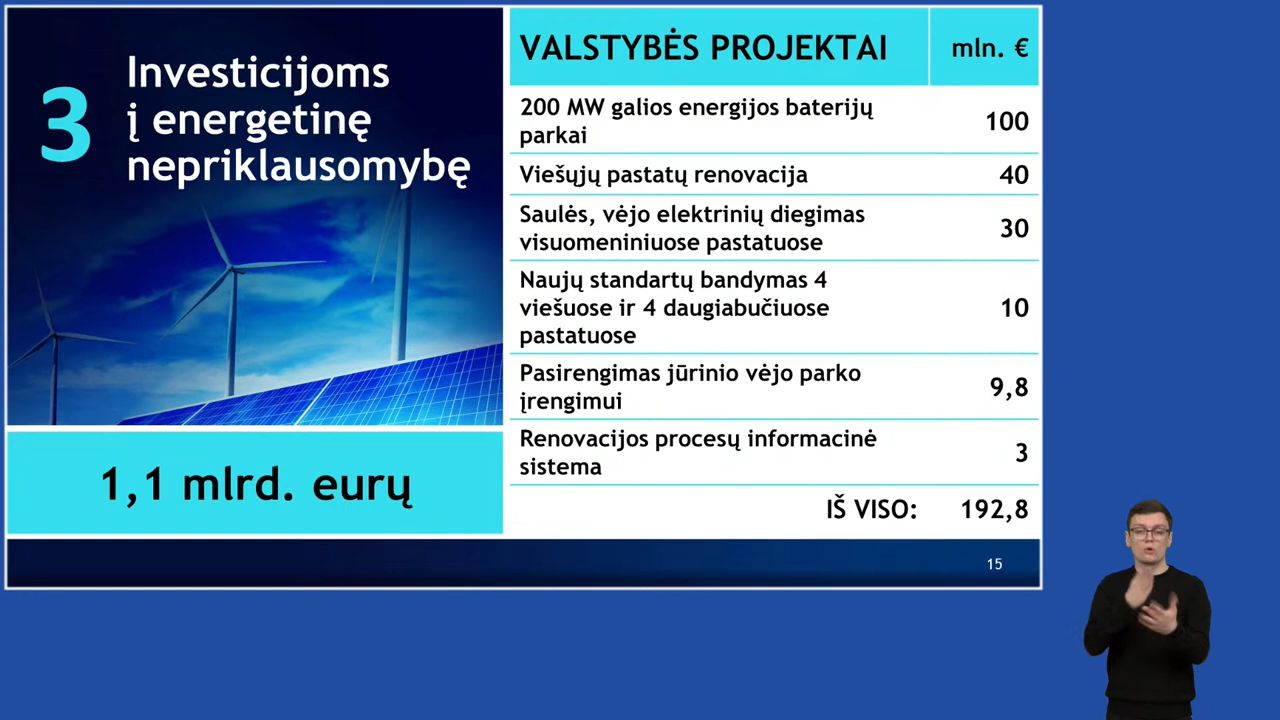 3
Investicijoms
į energetinę
nepriklausomybę
1,1 mlrd. eurų
VALSTYBĖS PROJEKTAI mln. €
200 MW galios energijos baterijų
parkai 100
Viešųjų pastatų renovacija 40
Saulės, vėjo elektrinių diegimas
visuomeniniuose pastatuose 30
Naujų standartų bandymas 4
viešuose ir 4 daugiabučiuose
pastatuose 10
Pasirengimas jūrinio vėjo parko
įrengimui 9,8
Renovacijos procesų informacinė
sistema 3
IŠ VISO: 192,8
15